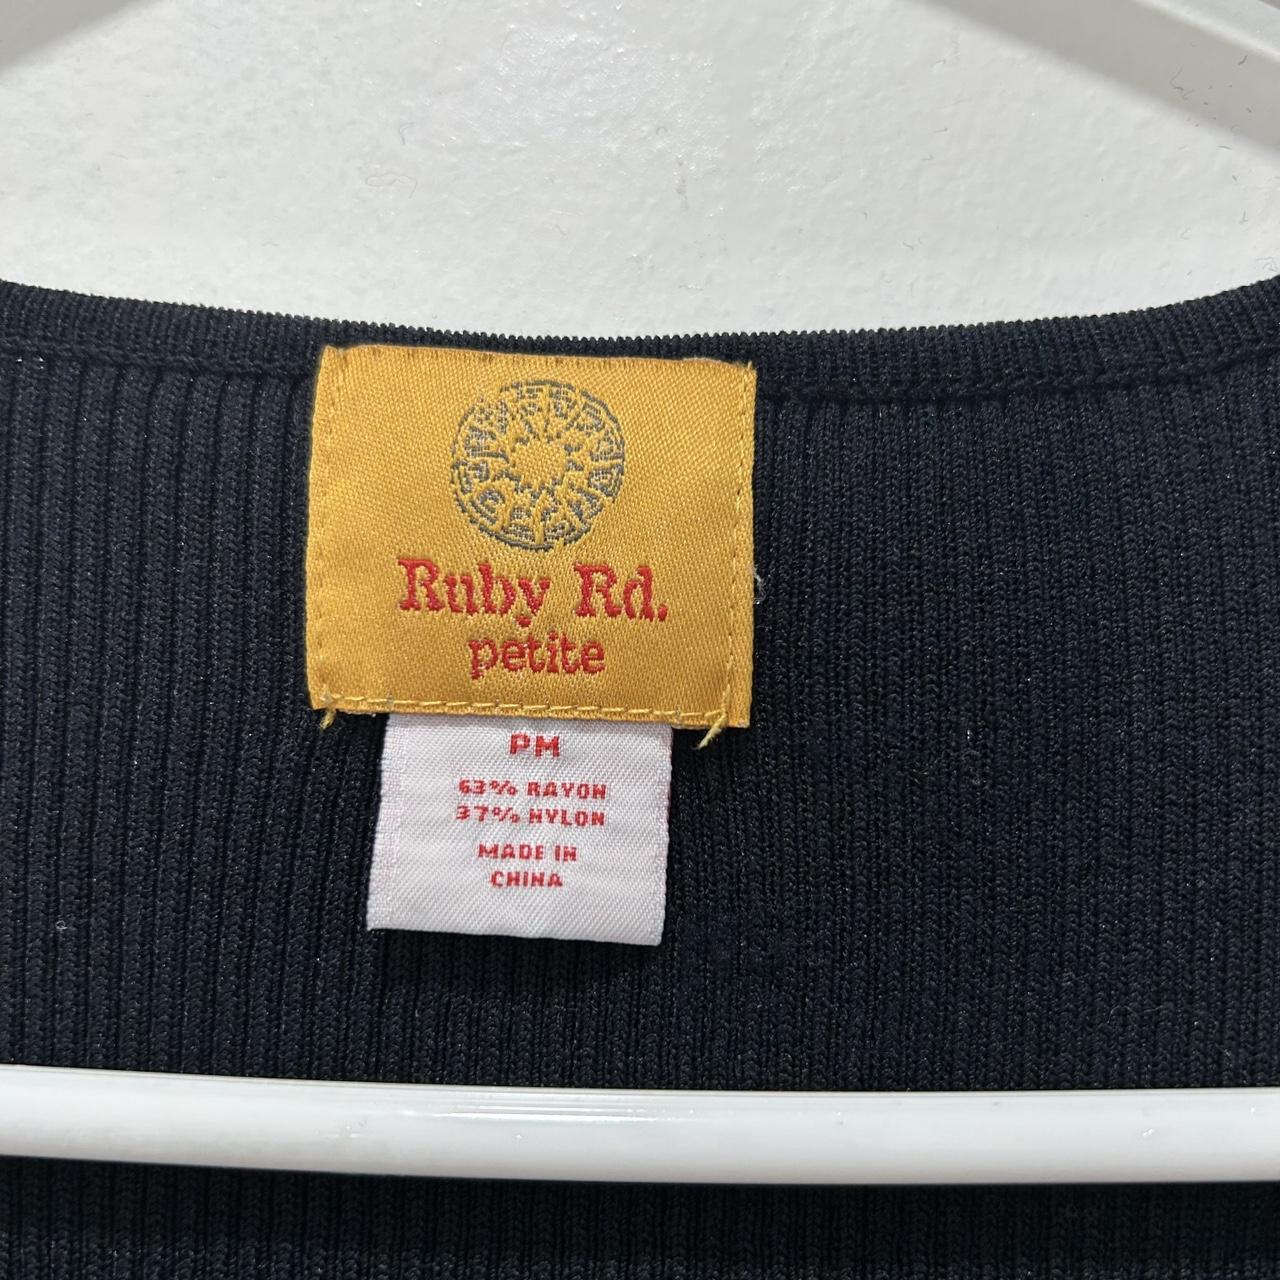 Ruby Rd.
petite
PM
63% RAYON
37% NYLON
MADE IN
CHINA